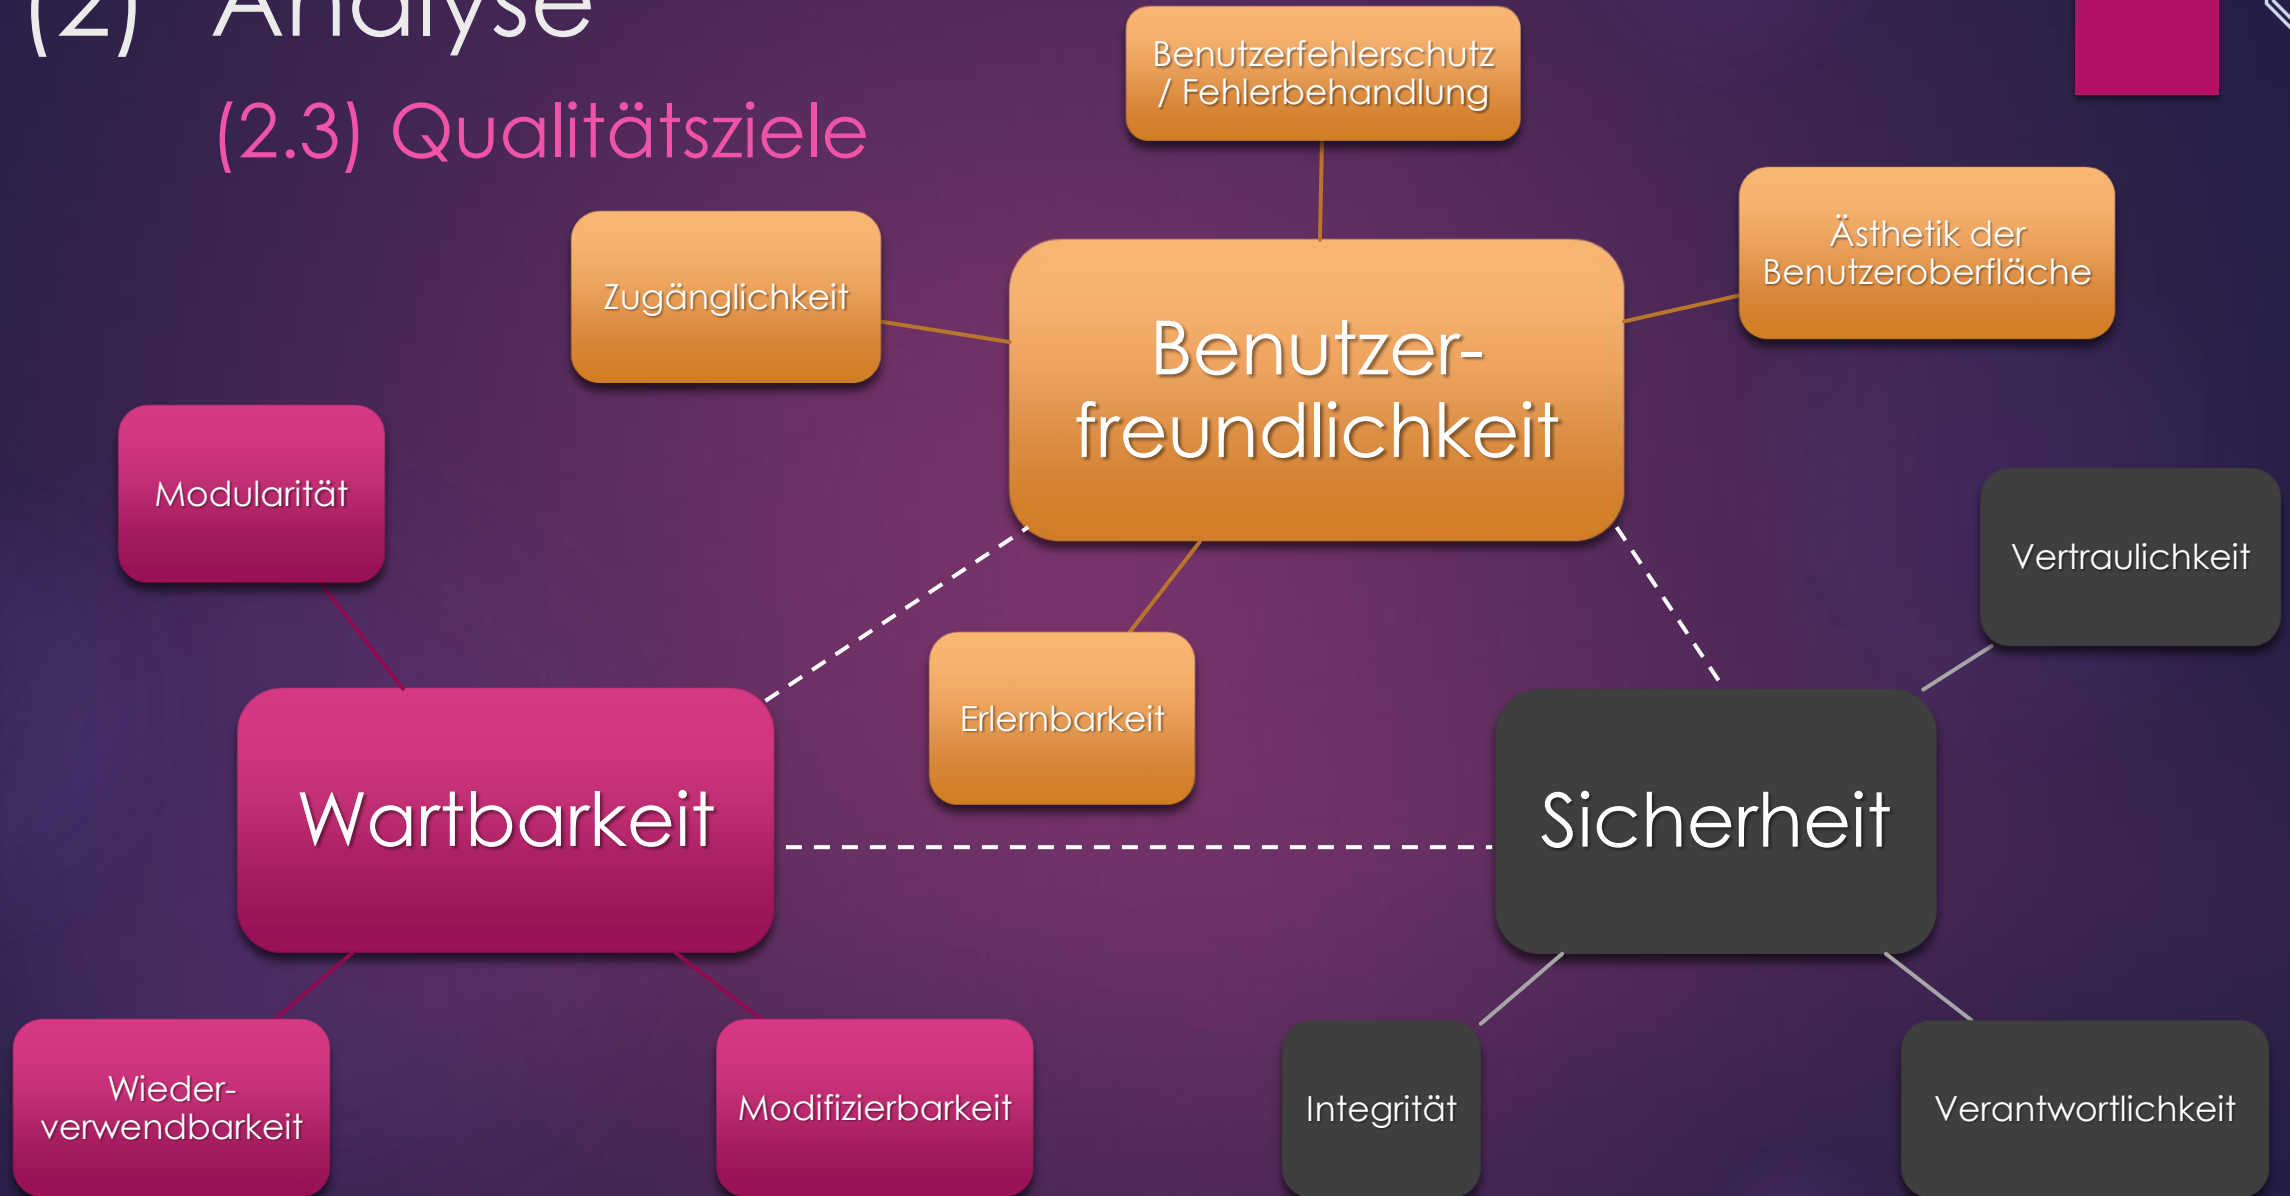 (2) Analyse
(2.3) Qualitätsziele
Benutzerfehlerschutz
/ Fehlerbehandlung
Zugänglichkeit
Ästhetik der
Benutzeroberfläche
Benutzer-
freundlichkeit
Modularität
Vertraulichkeit
Erlernbarkeit
Wartbarkeit
Sicherheit
Wieder-
verwendbarkeit
Modifizierbarkeit
Integrität
Verantwortlichkeit